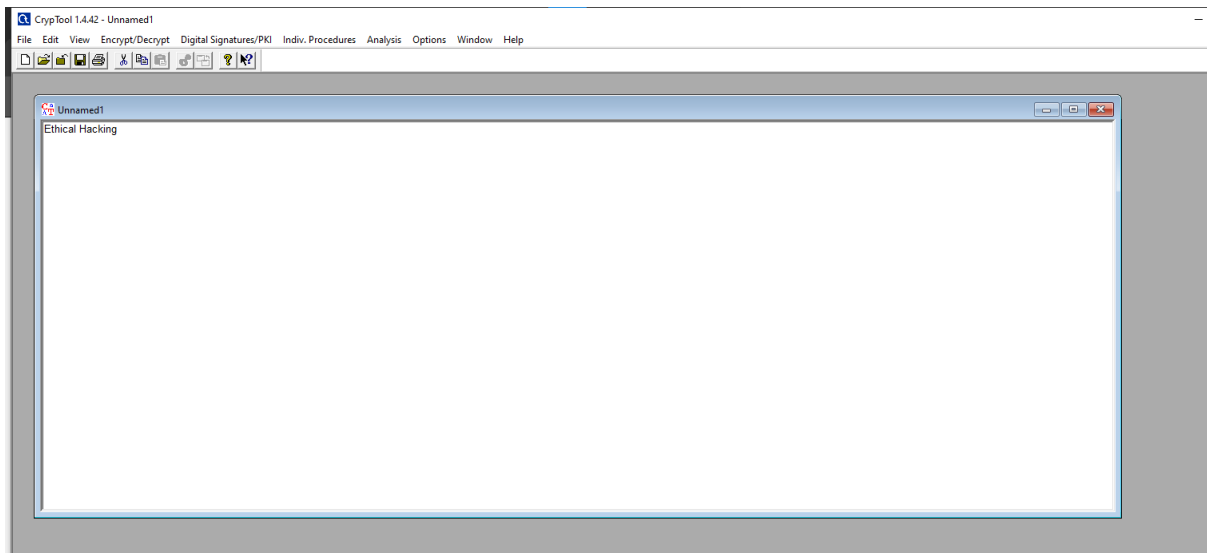 CrypTool 1.4.42 - Unnamed1
File Edit View Encrypt/Decrypt Digital Signatures/PKI Indiv. Procedures Analysis Options Window Help
Unnamed1
Ethical Hacking